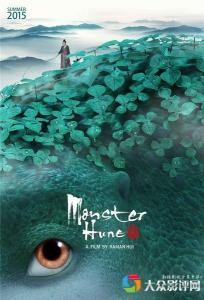 SUMMER
2015
Monster
Hunt
A FILM BY RAMAN HUI
大众影评网